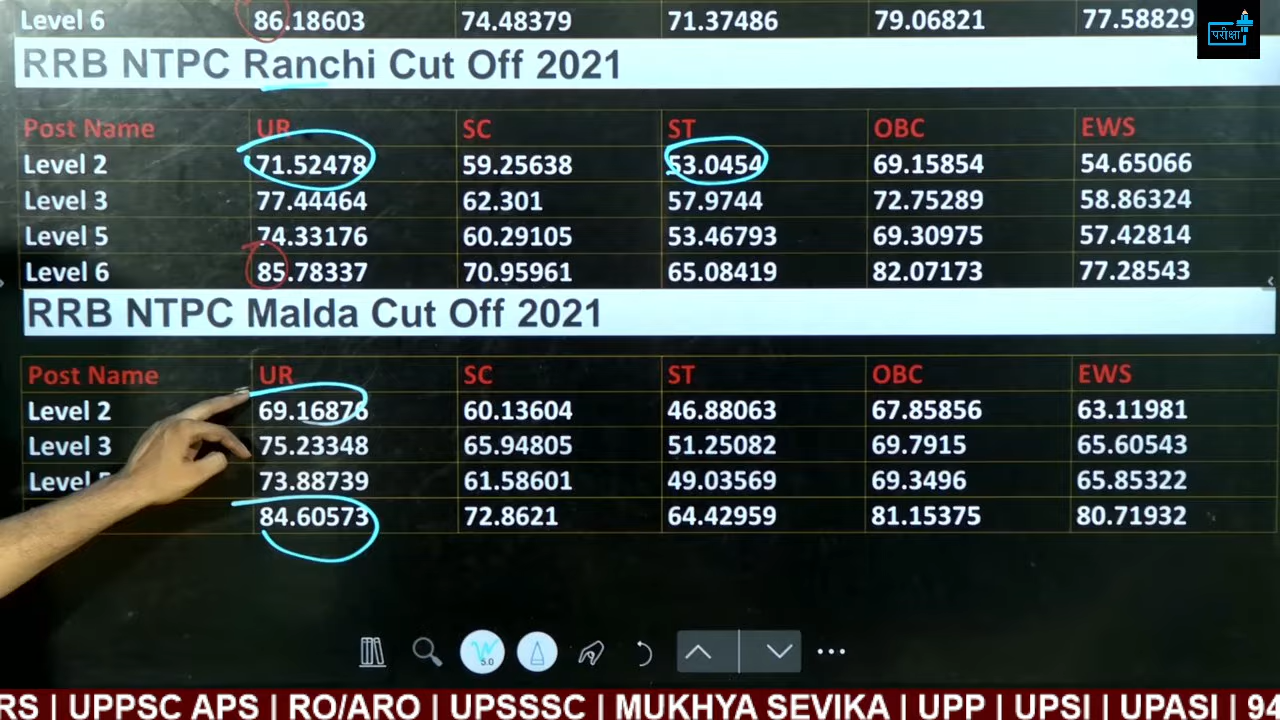 Level 6 86.18603 74.48379 71.37486 79.06821 77.58829
परीक्षा
RRB NTPC Ranchi Cut Off 2021
Post Name UR SC ST OBC EWS
Level 2 71.52478 59.25638 53.0454 69.15854 54.65066
Level 3 77.44464 62.301 57.9744 72.75289 58.86324
Level 5 74.33176 60.29105 53.46793 69.30975 57.42814
Level 6 85.78337 70.95961 65.08419 82.07173 77.28543
RRB NTPC Malda Cut Off 2021
Post Name UR SC ST OBC EWS
Level 2 69.16876 60.13604 46.88063 67.85856 63.11981
Level 3 75.23348 65.94805 51.25082 69.7915 65.60543
Level 73.88739 61.58601 49.03569 69.3496 65.85322
84.60573 72.8621 64.42959 81.15375 80.71932
5.0
RS | UPPSC APS | RO/ARO | UPSSSC | MUKHYA SEVIKA | UPP | UPSI | UPASI | 94